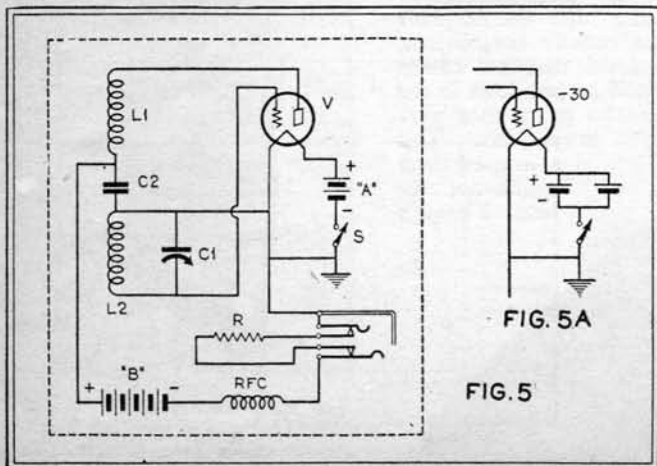 L1
C2
L2
C1
V
+
"A"
-
S
R
+ "B" -
RFC
-30
+
-
FIG. 5A
FIG. 5